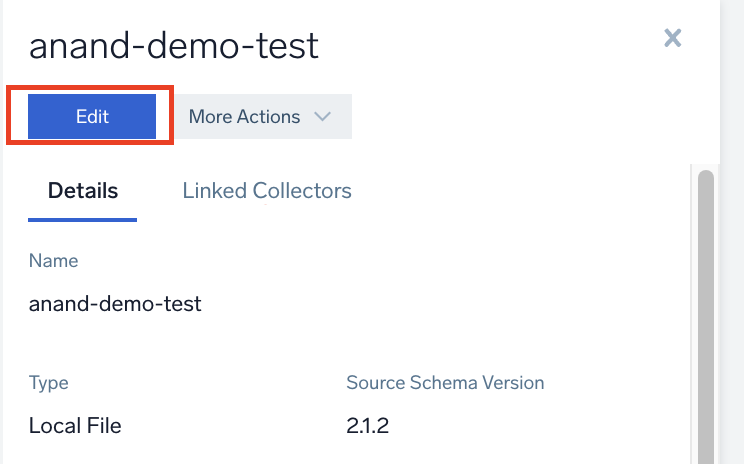 anand-demo-test
Edit More Actions
Details Linked Collectors
Name
anand-demo-test
Type Source Schema Version
Local File 2.1.2